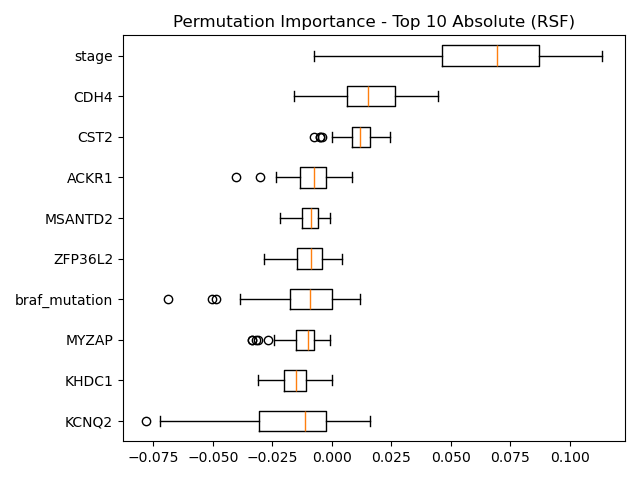 Permutation Importance - Top 10 Absolute (RSF)
stage
CDH4
CST2
ACKR1
MSANTD2
ZFP36L2
braf_mutation
MYZAP
KHDC1
KCNQ2
−0.075 −0.050 −0.025 0.000 0.025 0.050 0.075 0.100